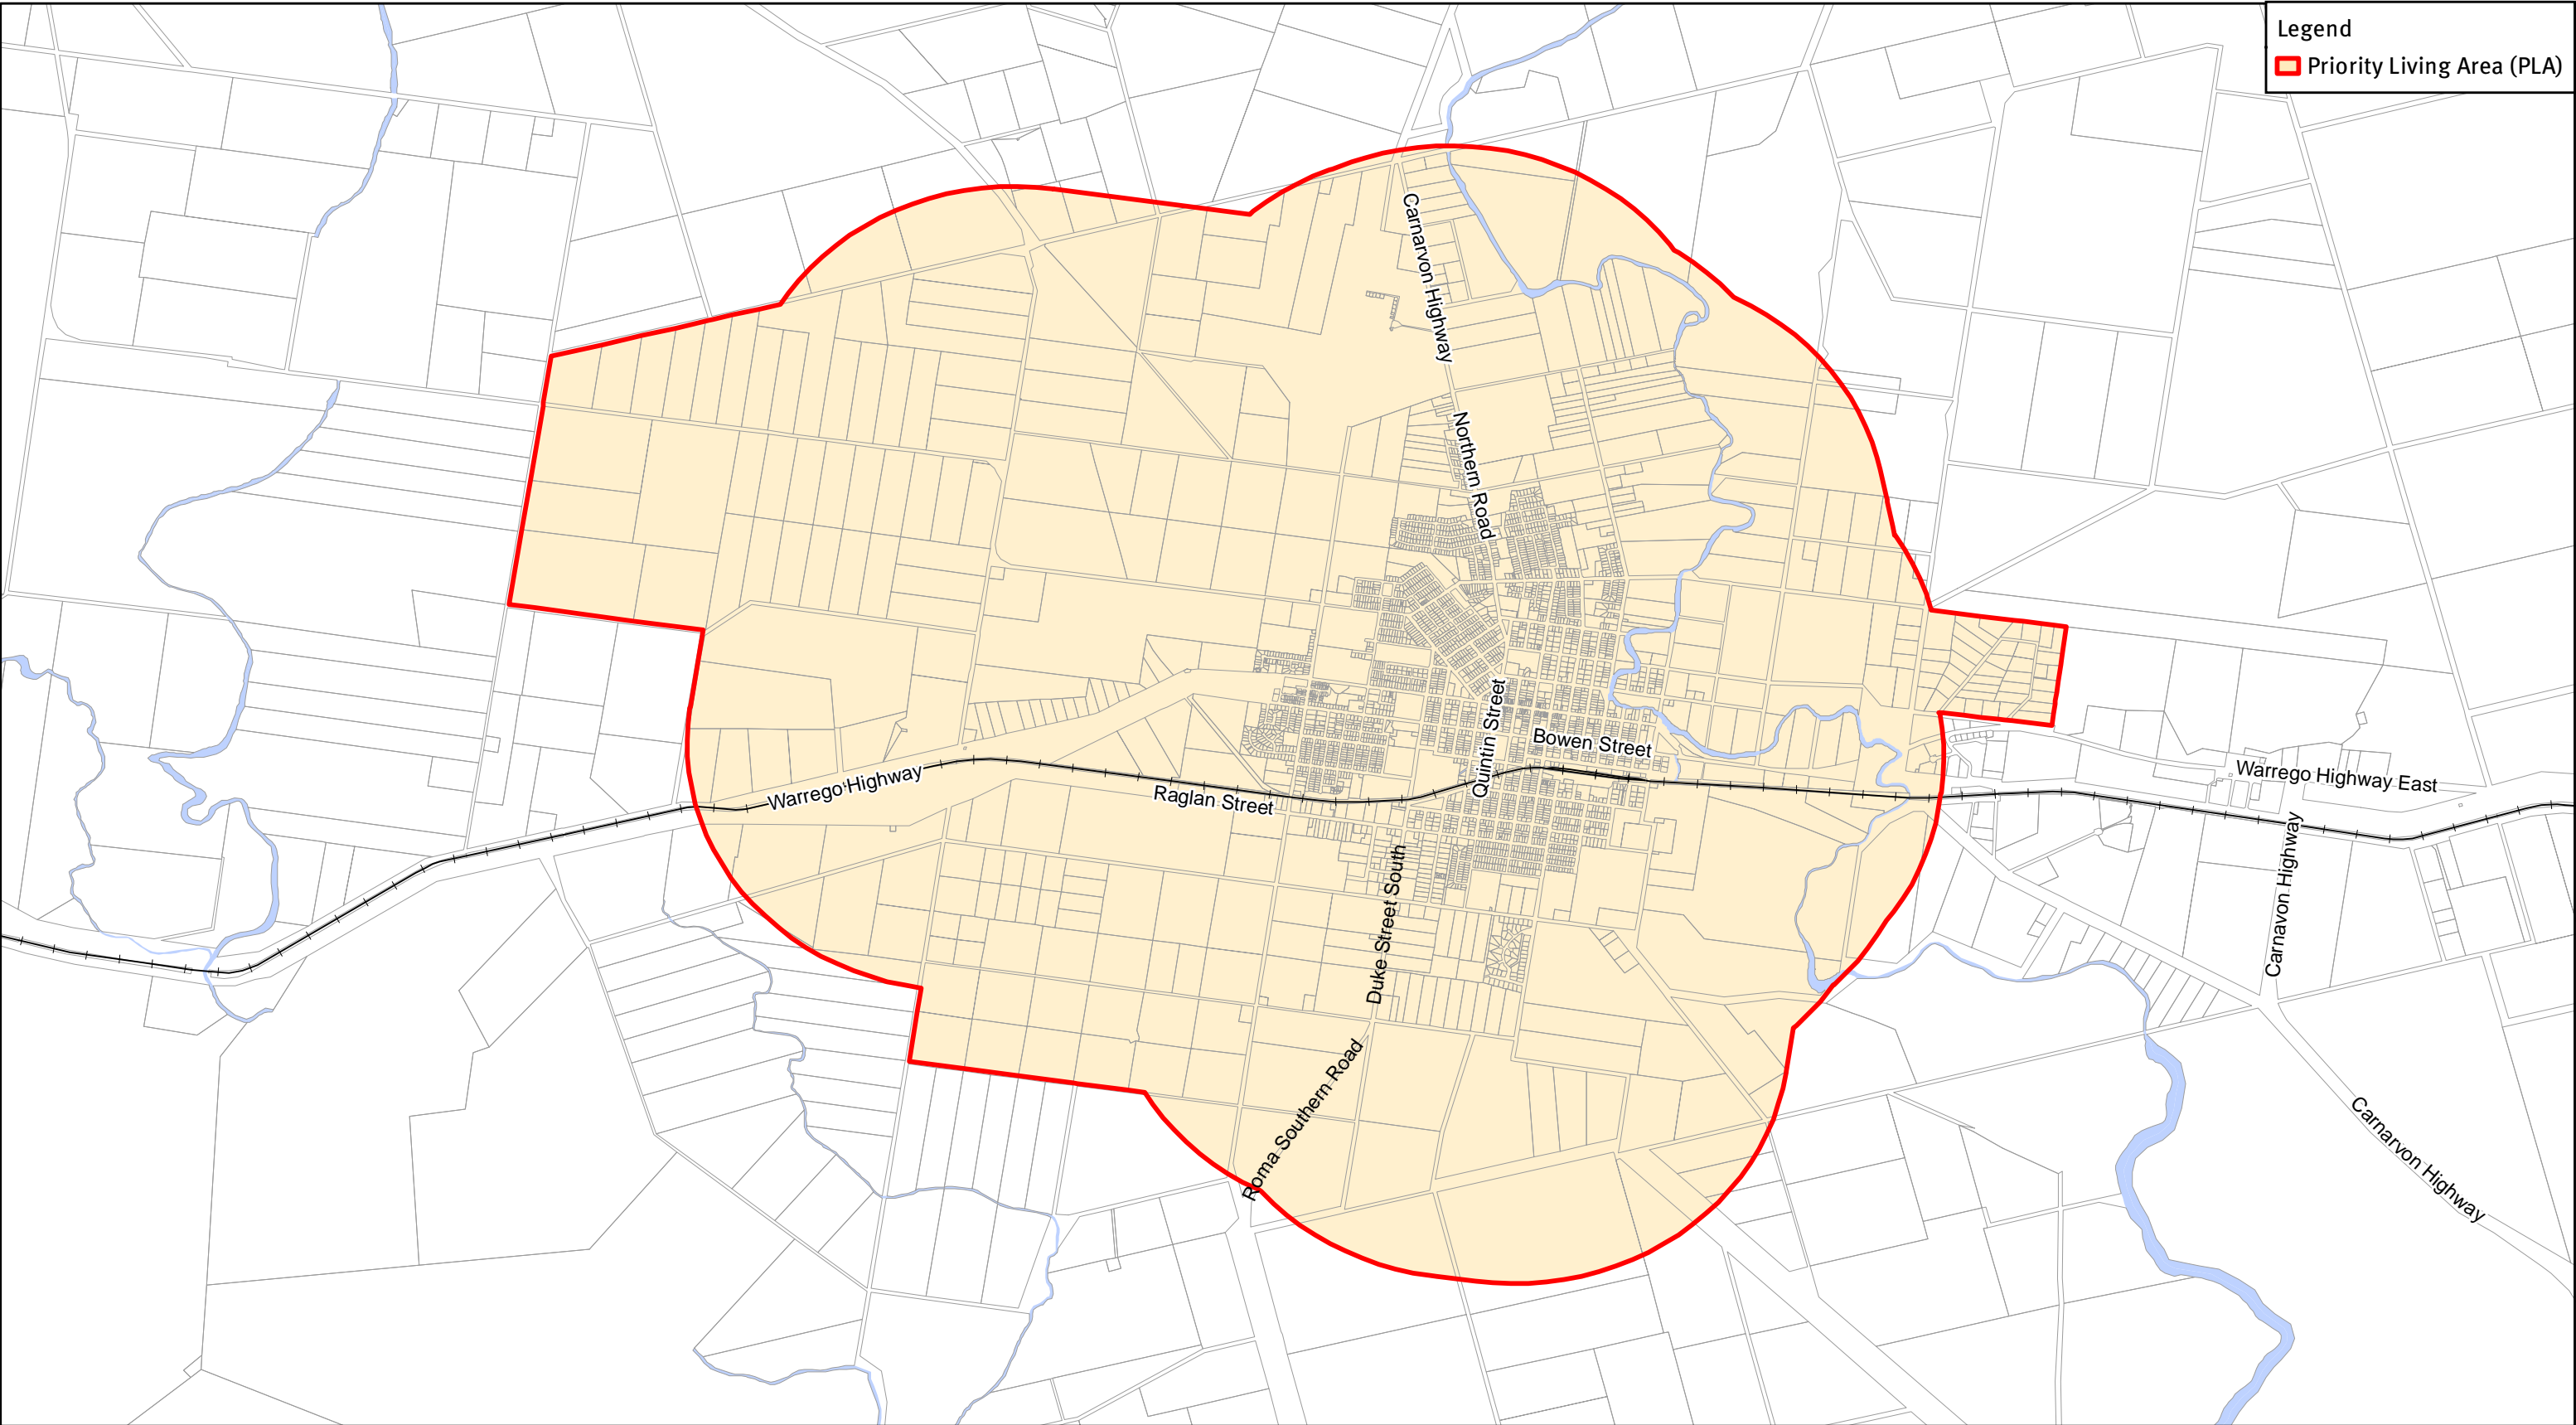 Legend
Priority Living Area (PLA)
Carnarvon Highway
Northern Road
Quintin Street
Bowen Street
Warrego Highway
Raglan Street
Warrego Highway East
Duke Street South
Carnavon Highway
Roma Southern Road
Carnarvon Highway